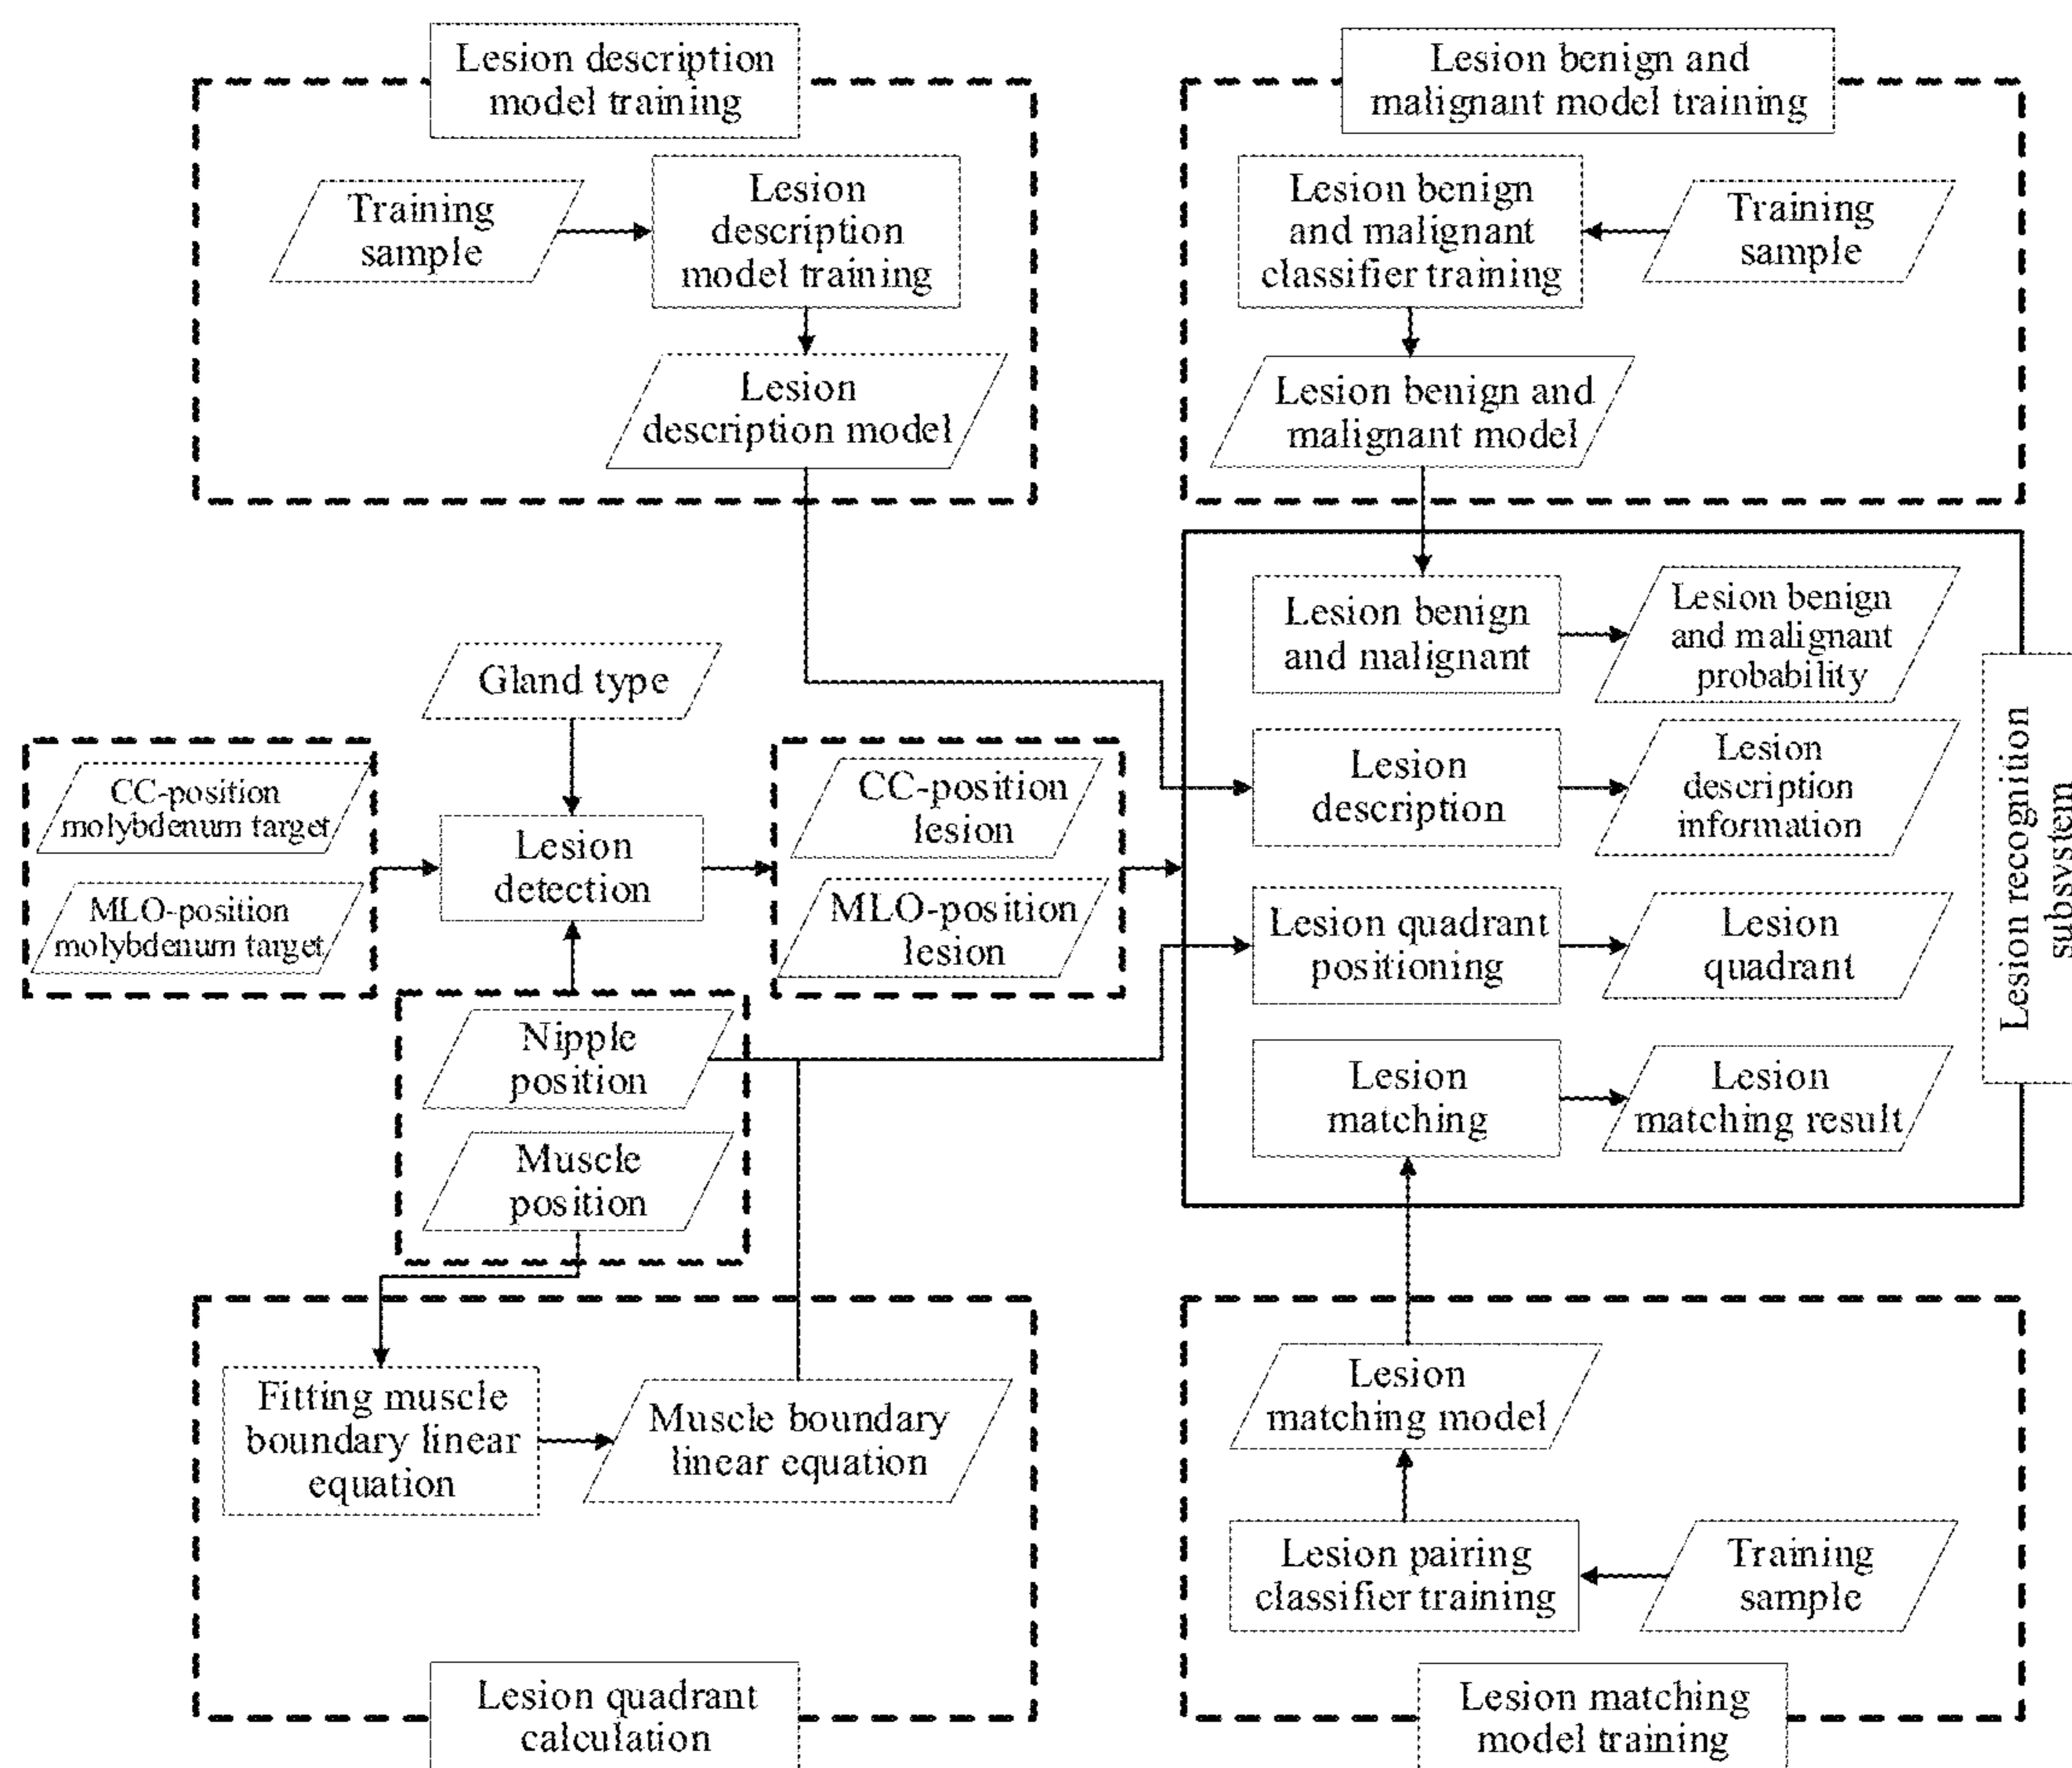 Lesion description
model training
Training
sample
Lesion
description
model training
Lesion
description model
Lesion benign and
malignant model training
Lesion benign
and malignant
classifier training
Training
sample
Lesion benign and
malignant model
Gland type
CC-position
molybdenum target
MLO-position
molybdenum target
Lesion
detection
CC-position
lesion
MLO-position
lesion
Nipple
position
Muscle
position
Lesion benign
and malignant
Lesion benign
and malignant
probability
Lesion
description
Lesion
description
information
Lesion quadrant
positioning
Lesion
quadrant
Lesion
matching
Lesion
matching result
Lesion recognition
subsystem
Fitting muscle
boundary linear
equation
Muscle boundary
linear equation
Lesion quadrant
calculation
Lesion
matching model
Lesion pairing
classifier training
Training
sample
Lesion matching
model training